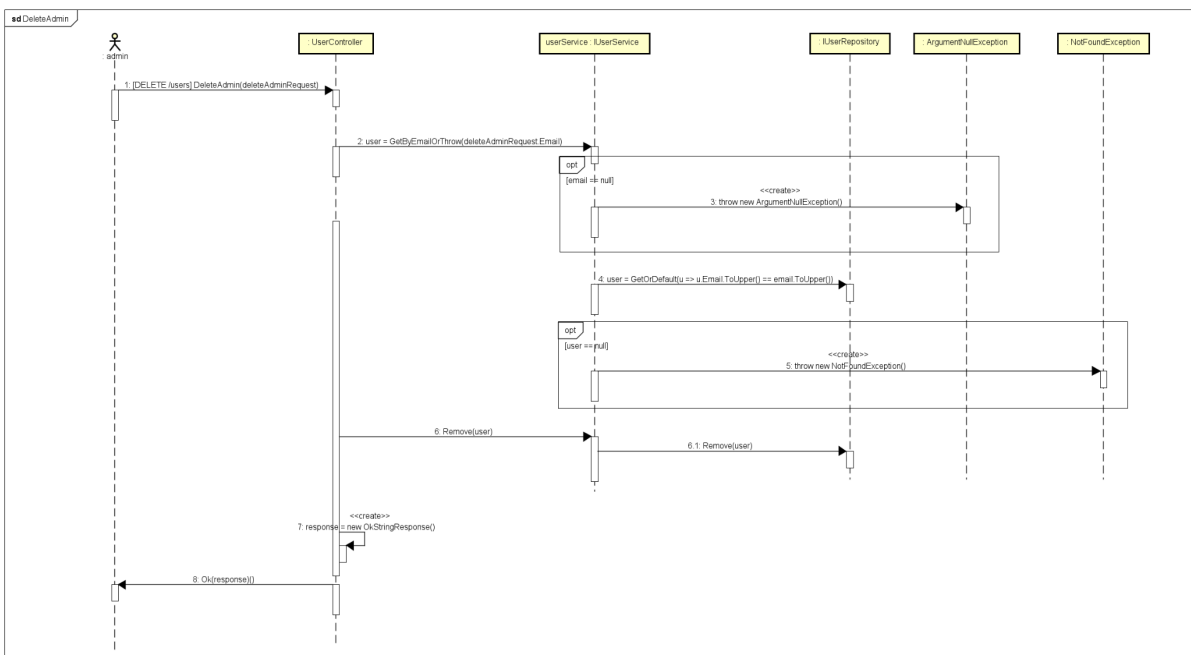 sd DeleteAdmin
: admin
: UserController
userService : IUserService
: IUserRepository
: ArgumentNullException
: NotFoundException
1: [DELETE /users] DeleteAdmin(deleteAdminRequest)
2: user = GetByEmailOrThrow(deleteAdminRequest.Email)
opt
[email == null]
<<create>>
3: throw new ArgumentNullException()
4: user = GetOrDefault(u => u.Email.ToUpper() == email.ToUpper())
opt
[user == null]
<<create>>
5: throw new NotFoundException()
6: Remove(user)
6.1: Remove(user)
<<create>>
7: response = new OkStringResponse()
8: Ok(response)()